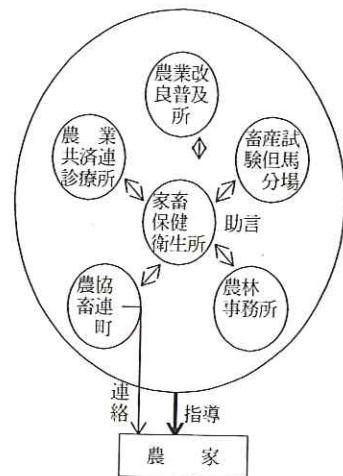 農業改
良普及
所
農業
共済連
診療所
畜産試
験但馬
分場
家畜
保健
衛生所
助言
農協
畜連
町
農林
事務所
連絡
指導
農家